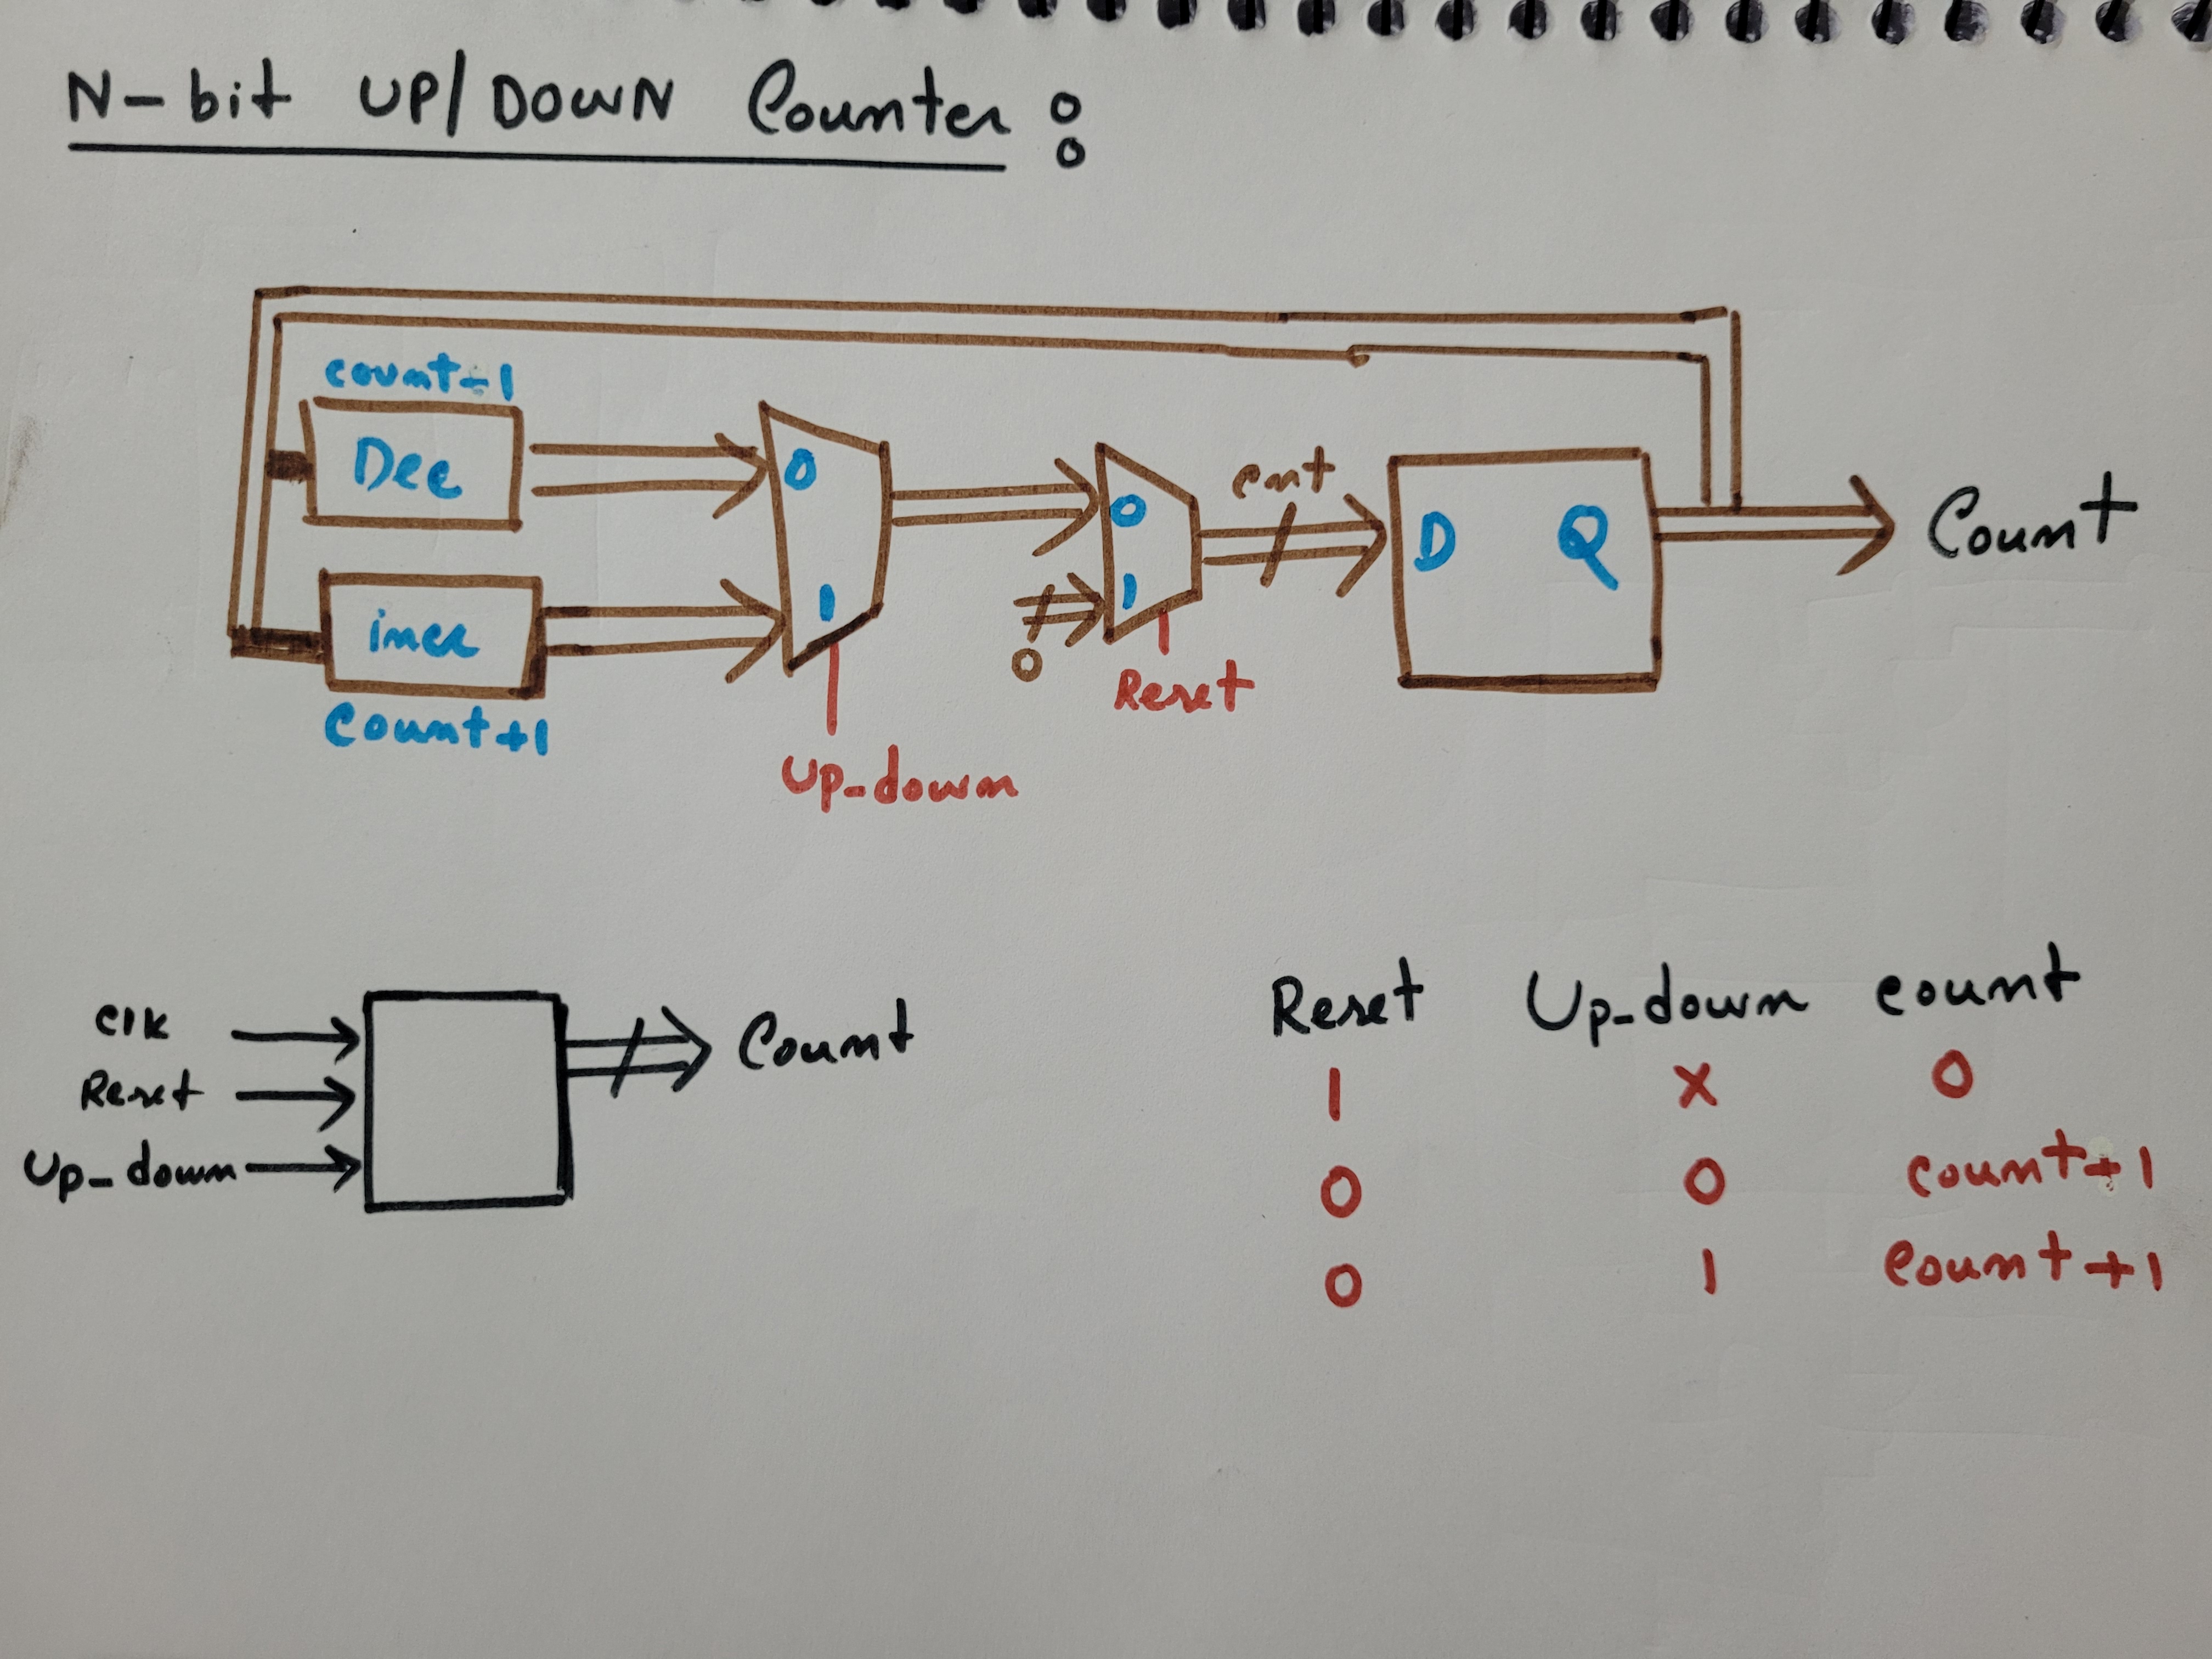 N-bit UP/DOWN Counter :
count-1
Dec
0
0
cnt
D Q
Count
1
1
incr
0
Reset
Count+1
Up-down
Clk
Reset
Up-down
Count
Reset Up-down count
1 X 0
0 0 count+1
0 1 count+1